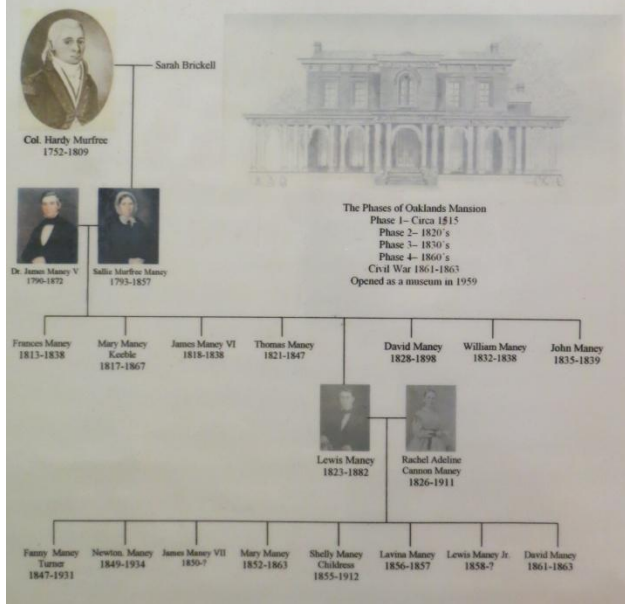 Sarah Brickell
Col. Hardy Murfree
1752-1809
The Phases of Oaklands Mansion
Phase 1– Circa 1515
Phase 2– 1820´s
Phase 3– 1830´s
Phase 4– 1860´s
Civil War 1861-1863
Opened as a museum in 1959
Dr. James Maney V
1790-1872
Sallie Murfree Maney
1793-1857
Frances Maney
1813-1838
Mary Maney
Keeble
1817-1867
James Maney VI
1818-1838
Thomas Maney
1821-1847
David Maney
1828-1898
William Maney
1832-1838
John Maney
1835-1839
Lewis Maney
1823-1882
Rachel Adeline
Cannon Maney
1826-1911
Fanny Maney
Turner
1847-1931
Newton. Maney
1849-1934
James Maney VII
1850-?
Mary Maney
1852-1863
Shelly Maney
Childress
1855-1912
Lavina Maney
1856-1857
Lewis Maney Jr.
1858-?
David Maney
1861-1863